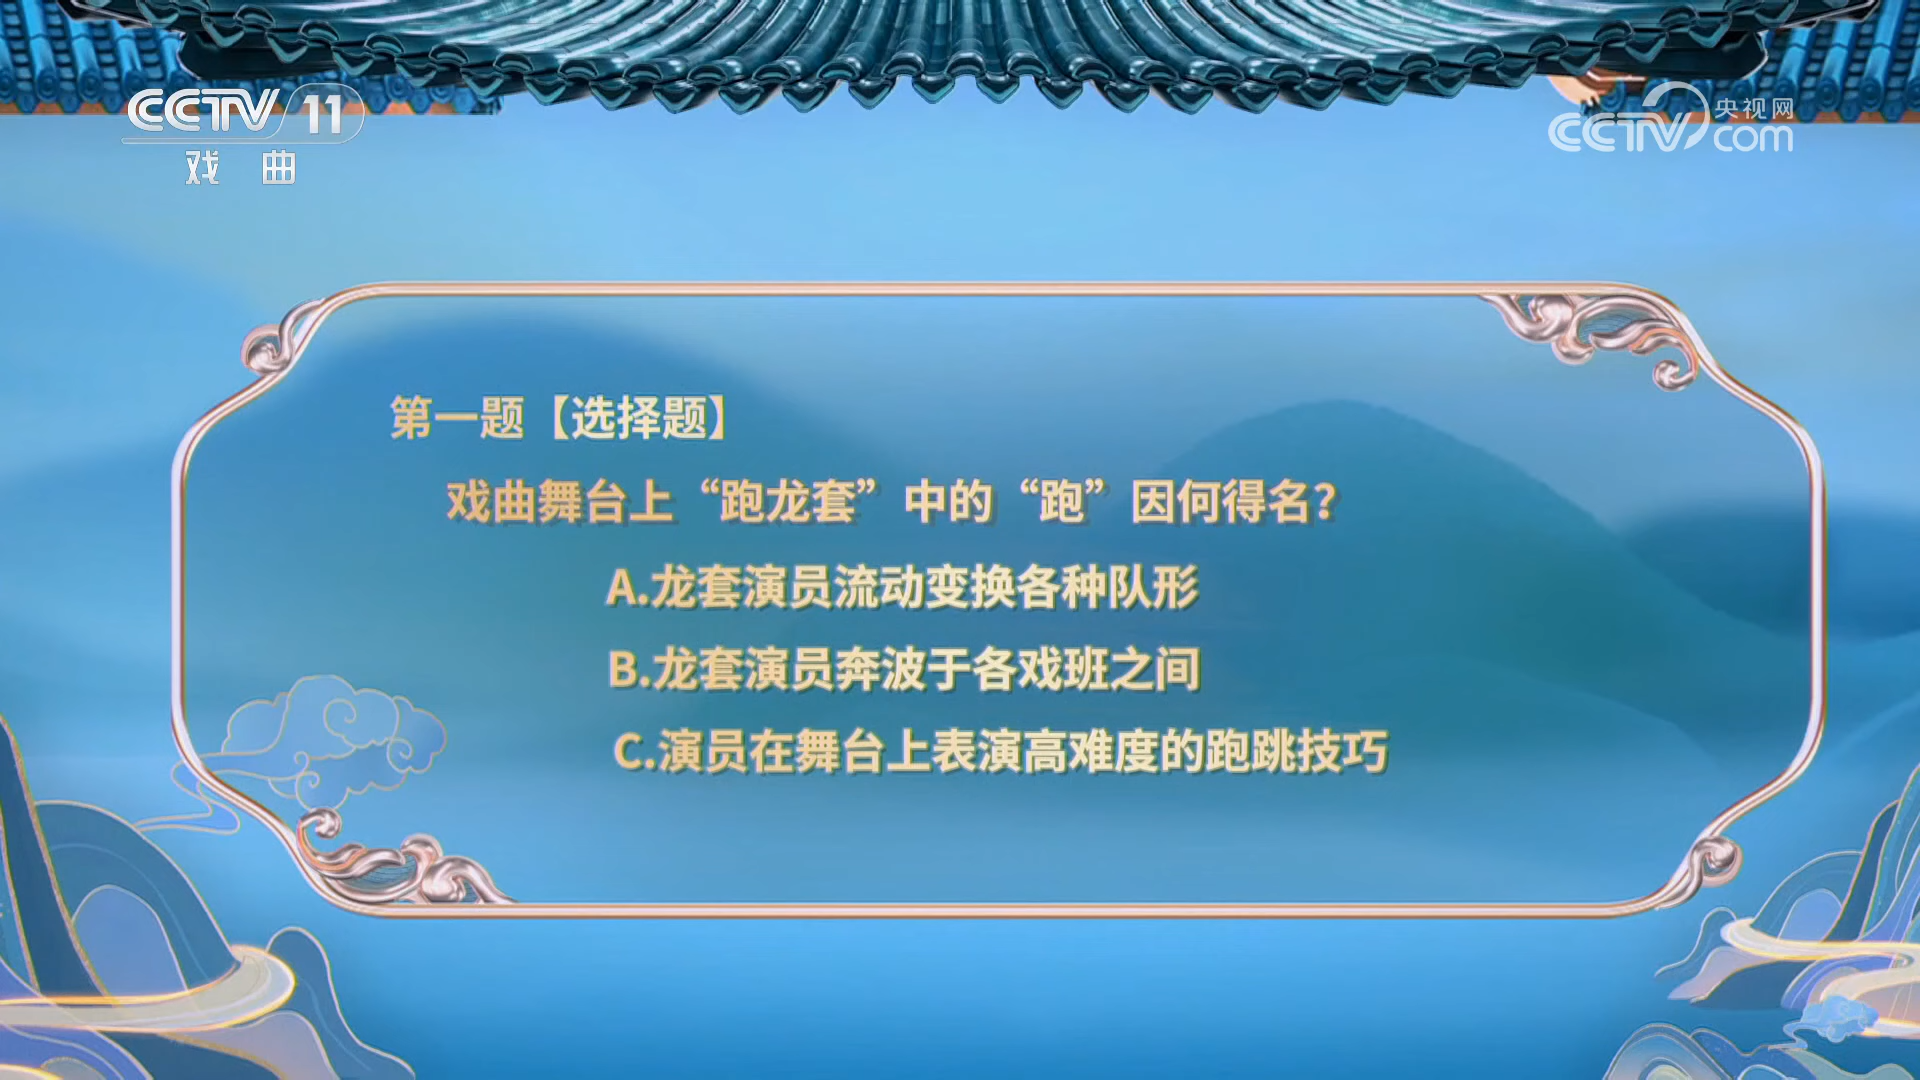 CCTV 11
戏曲
央视网
CCTV com
第一题【选择题】
戏曲舞台上“跑龙套”中的“跑”因何得名?
A.龙套演员流动变换各种队形
B.龙套演员奔波于各戏班之间
C.演员在舞台上表演高难度的跑跳技巧